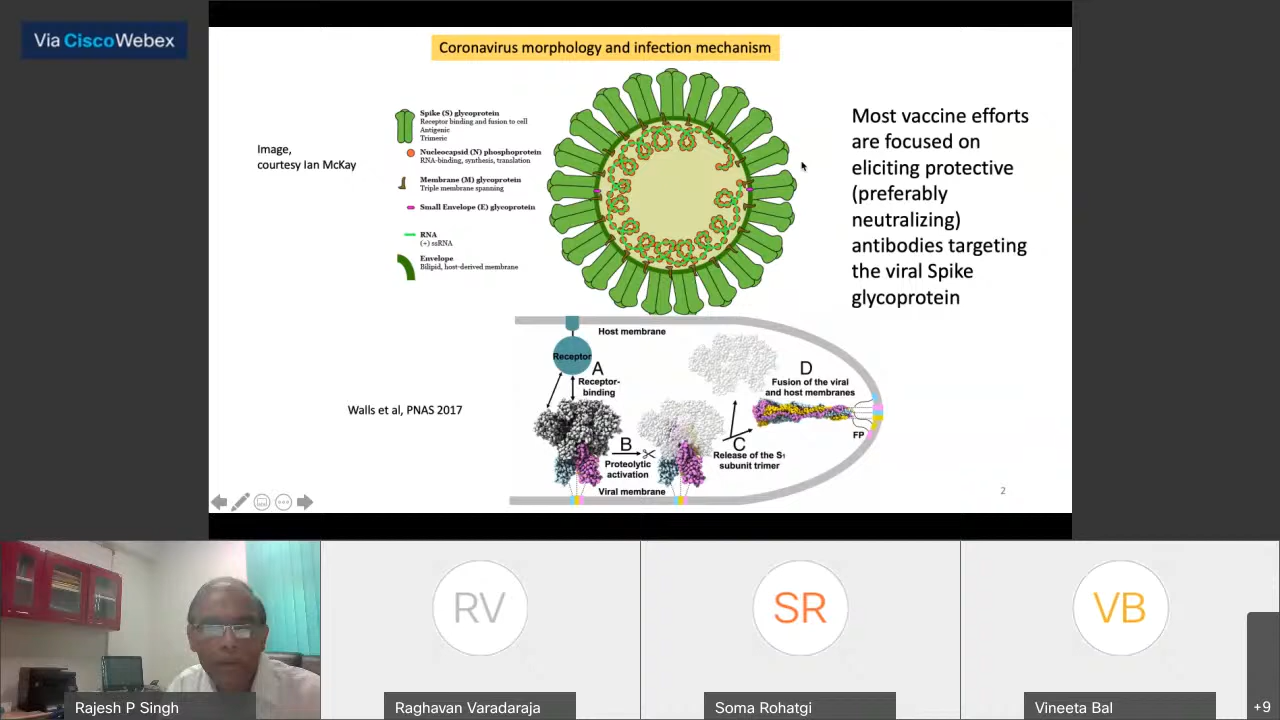 Via Cisco Webex
Coronavirus morphology and infection mechanism
Image,
courtesy Ian McKay
Spike (S) glycoprotein
Receptor binding and fusion to cell
Antigenic
Trimeric
Nucleocapsid (N) phosphoprotein
RNA-binding, synthesis, translation
Membrane (M) glycoprotein
Triple membrane spanning
Small Envelope (E) glycoprotein
RNA
(+) ssRNA
Envelope
Bilipid, host-derived membrane
Most vaccine efforts
are focused on
eliciting protective
(preferably
neutralizing)
antibodies targeting
the viral Spike
glycoprotein
Walls et al, PNAS 2017
Host membrane
Receptor
A
Receptor-
binding
B
Proteolytic
activation
Viral membrane
C
Release of the S₁
subunit trimer
D
Fusion of the viral
and host membranes
FP
2
RV
SR
VB
Rajesh P Singh
Raghavan Varadaraja
Soma Rohatgi
Vineeta Bal
+9